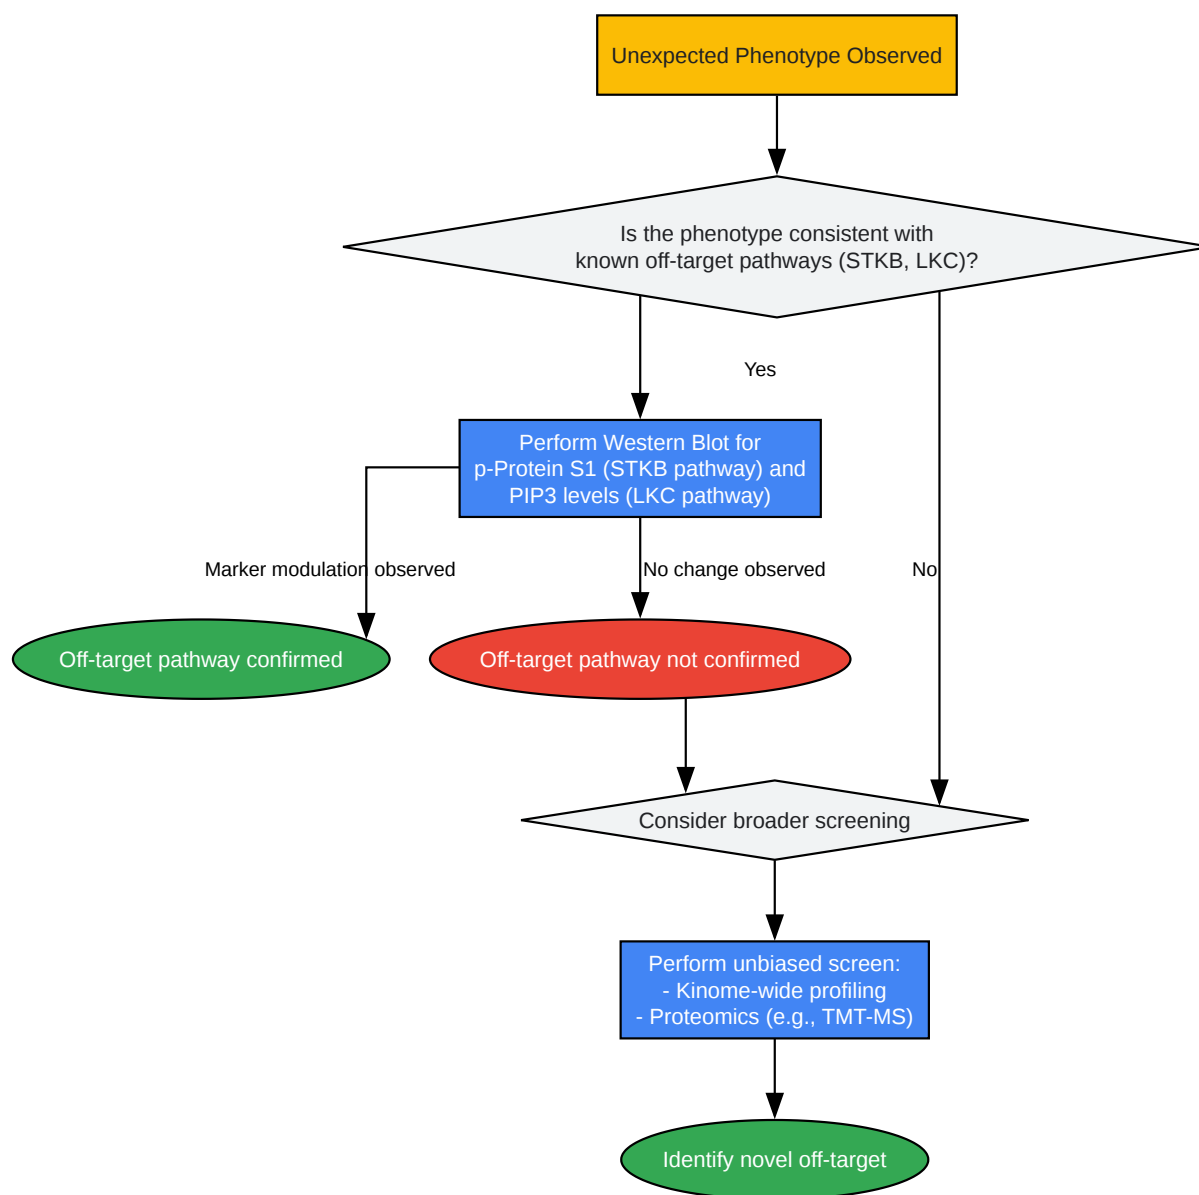 Unexpected Phenotype Observed
Is the phenotype consistent with
known off-target pathways (STKB, LKC)?
Yes
Perform Western Blot for
p-Protein S1 (STKB pathway) and
PIP3 levels (LKC pathway)
Marker modulation observed
No change observed
No
Off-target pathway confirmed
Off-target pathway not confirmed
Consider broader screening
Perform unbiased screen:
- Kinome-wide profiling
- Proteomics (e.g., TMT-MS)
Identify novel off-target